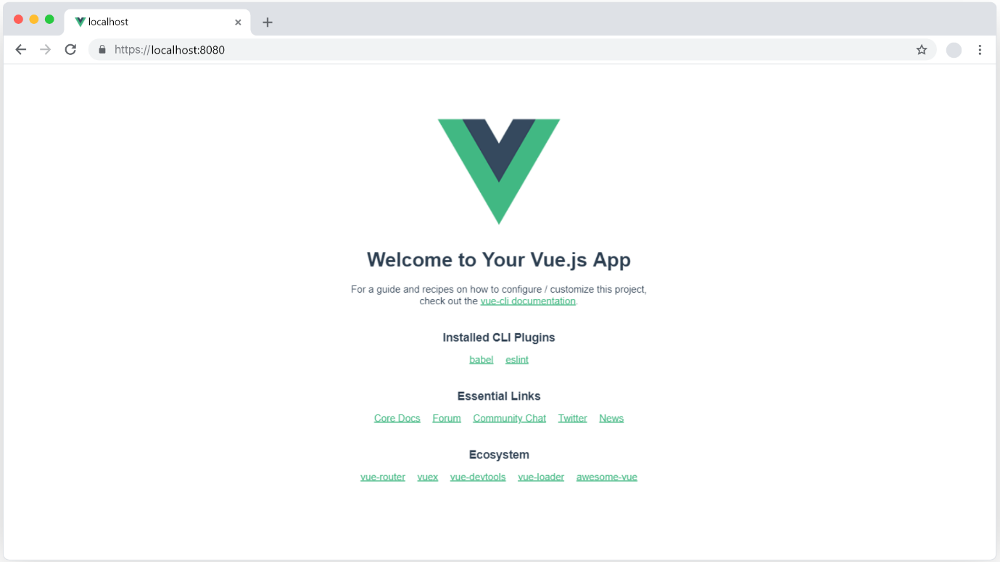 localhost
https://localhost:8080
Welcome to Your Vue.js App
For a guide and recipes on how to configure / customize this project,
check out the vue-cli documentation.
Installed CLI Plugins
babel eslint
Essential Links
Core Docs Forum Community Chat Twitter News
Ecosystem
vue-router vuex vue-devtools vue-loader awesome-vue